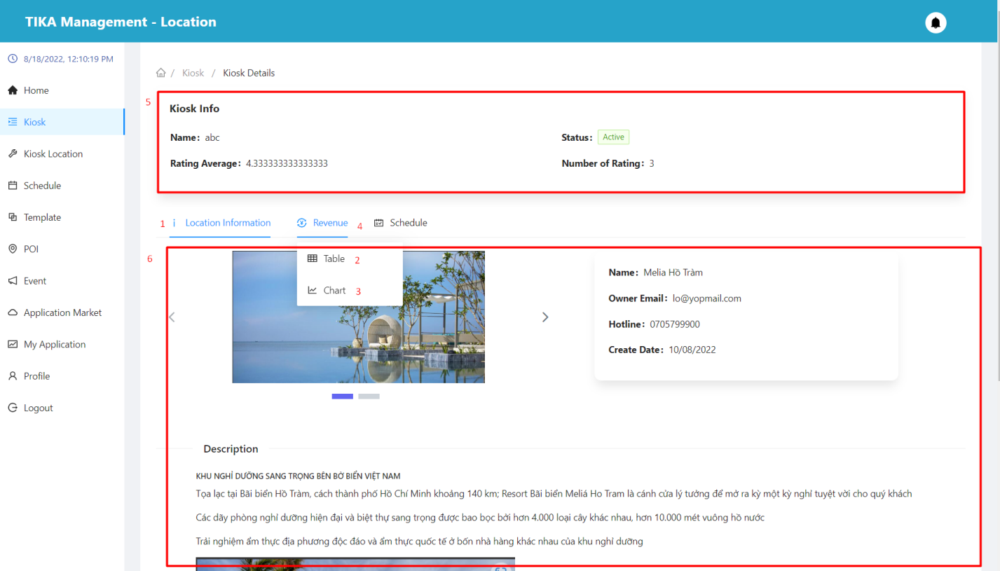 TIKA Management - Location
8/18/2022, 12:10:19 PM
Home
Kiosk
Kiosk Location
Schedule
Template
POI
Event
Application Market
My Application
Profile
Logout
/ Kiosk / Kiosk Details
5
Kiosk Info
Name: abc
Status: Active
Rating Average: 4.333333333333333
Number of Rating: 3
1 Location Information
Revenue 4
Schedule
6
Table 2
Chart 3
Name: Melia Hồ Tràm
Owner Email: lo@yopmail.com
Hotline: 0705799900
Create Date: 10/08/2022
Description
KHU NGHỈ DƯỠNG SANG TRỌNG BÊN BỜ BIỂN VIỆT NAM
Tọa lạc tại Bãi biển Hồ Tràm, cách thành phố Hồ Chí Minh khoảng 140 km; Resort Bãi biển Meliá Ho Tram là cánh cửa lý tưởng để mở ra kỳ một kỳ nghỉ tuyệt vời cho quý khách
Các dãy phòng nghỉ dưỡng hiện đại và biệt thự sang trọng được bao bọc bởi hơn 4.000 loại cây khác nhau, hơn 10.000 mét vuông hồ nước
Trải nghiệm ẩm thực địa phương độc đáo và ẩm thực quốc tế ở bốn nhà hàng khác nhau của khu nghỉ dưỡng